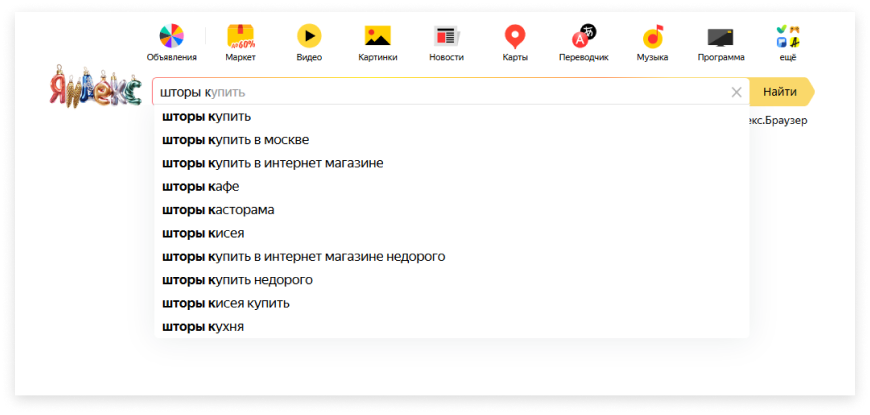 Объявления
до 60%
Маркет
Видео
Картинки
Новости
Карты
Переводчик
Музыка
Программа
ещё
Яндекс
шторы купить
Найти
кс.Браузер
шторы купить
шторы купить в москве
шторы купить в интернет магазине
шторы кафе
шторы касторама
шторы кисея
шторы купить в интернет магазине недорого
шторы купить недорого
шторы кисея купить
шторы кухня